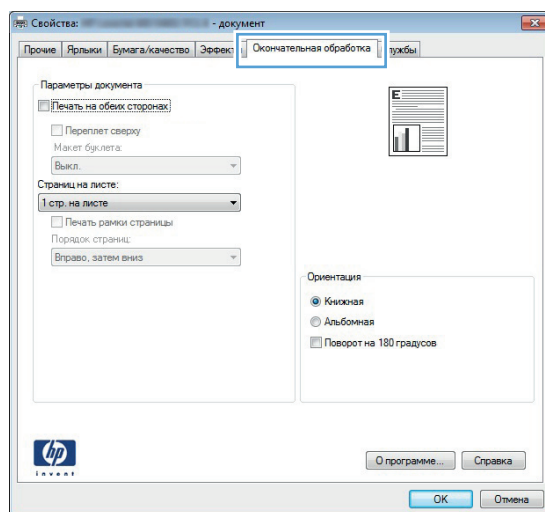 Свойства: - документ
Прочие Ярлыки Бумага/качество Эффекты Окончательная обработка
Параметры документа
Печать на обеих сторонах
Переплет сверху
Макет буклета:
Выкл.
Страниц на листе:
1 стр. на листе
Печать рамки страницы
Порядок страниц:
Вправо, затем вниз
E
Ориентация
Книжная
Альбомная
Поворот на 180 градусов
hp
invent
О программе... Справка
OK Отмена